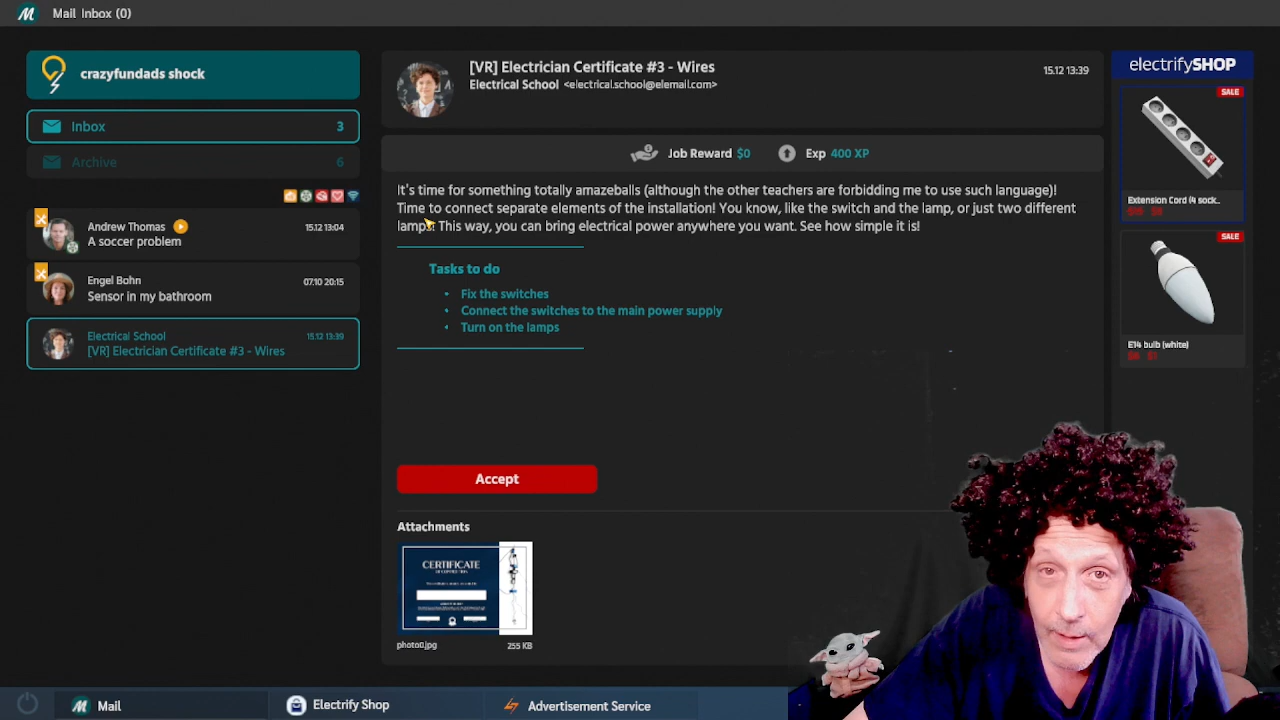 Mail Inbox (0)
crazyfundads shock
Inbox 3
Archive 6
Andrew Thomas 15.12 13:04
A soccer problem
Engel Bohn 07.10 20:15
Sensor in my bathroom
Electrical School 15.12 13:39
[VR] Electrician Certificate #3 - Wires
[VR] Electrician Certificate #3 - Wires 15.12 13:39
Electrical School <electrical.school@elemail.com>
Job Reward $0 Exp 400 XP
It's time for something totally amazeballs (although the other teachers are forbidding me to use such language)!
Time to connect separate elements of the installation! You know, like the switch and the lamp, or just two different
This way, you can bring electrical power anywhere you want. See how simple it is!
Tasks to do
• Fix the switches
• Connect the switches to the main power supply
• Turn on the lamps
Accept
Attachments
CERTIFICATE
photo0.jpg 255 KB
electrifySHOP
SALE
Extension Cord (4 sock..
SALE
E14 bulb (white)
Mail
Electrify Shop
Advertisement Service